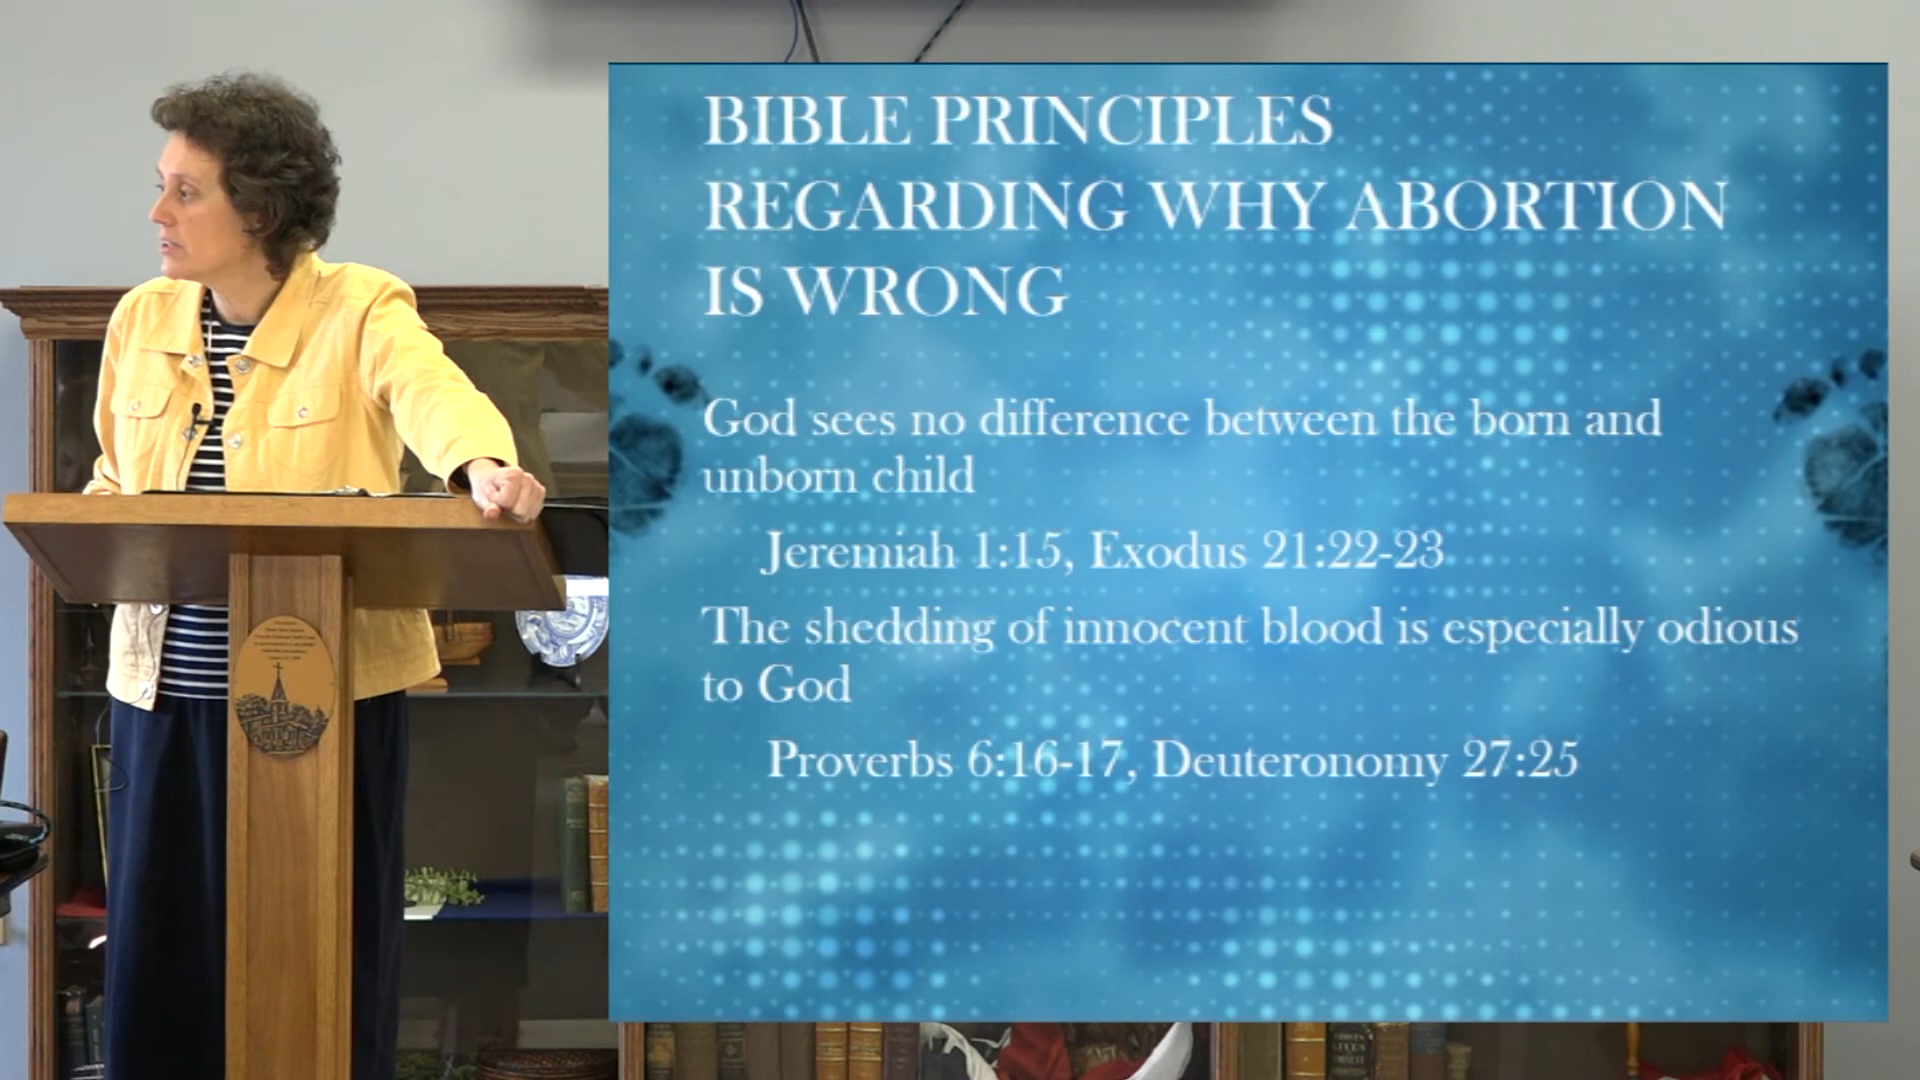 BIBLE PRINCIPLES
REGARDING WHY ABORTION
IS WRONG
God sees no difference between the born and
unborn child
Jeremiah 1:15, Exodus 21:22-23
The shedding of innocent blood is especially odious
to God
Proverbs 6:16-17, Deuteronomy 27:25